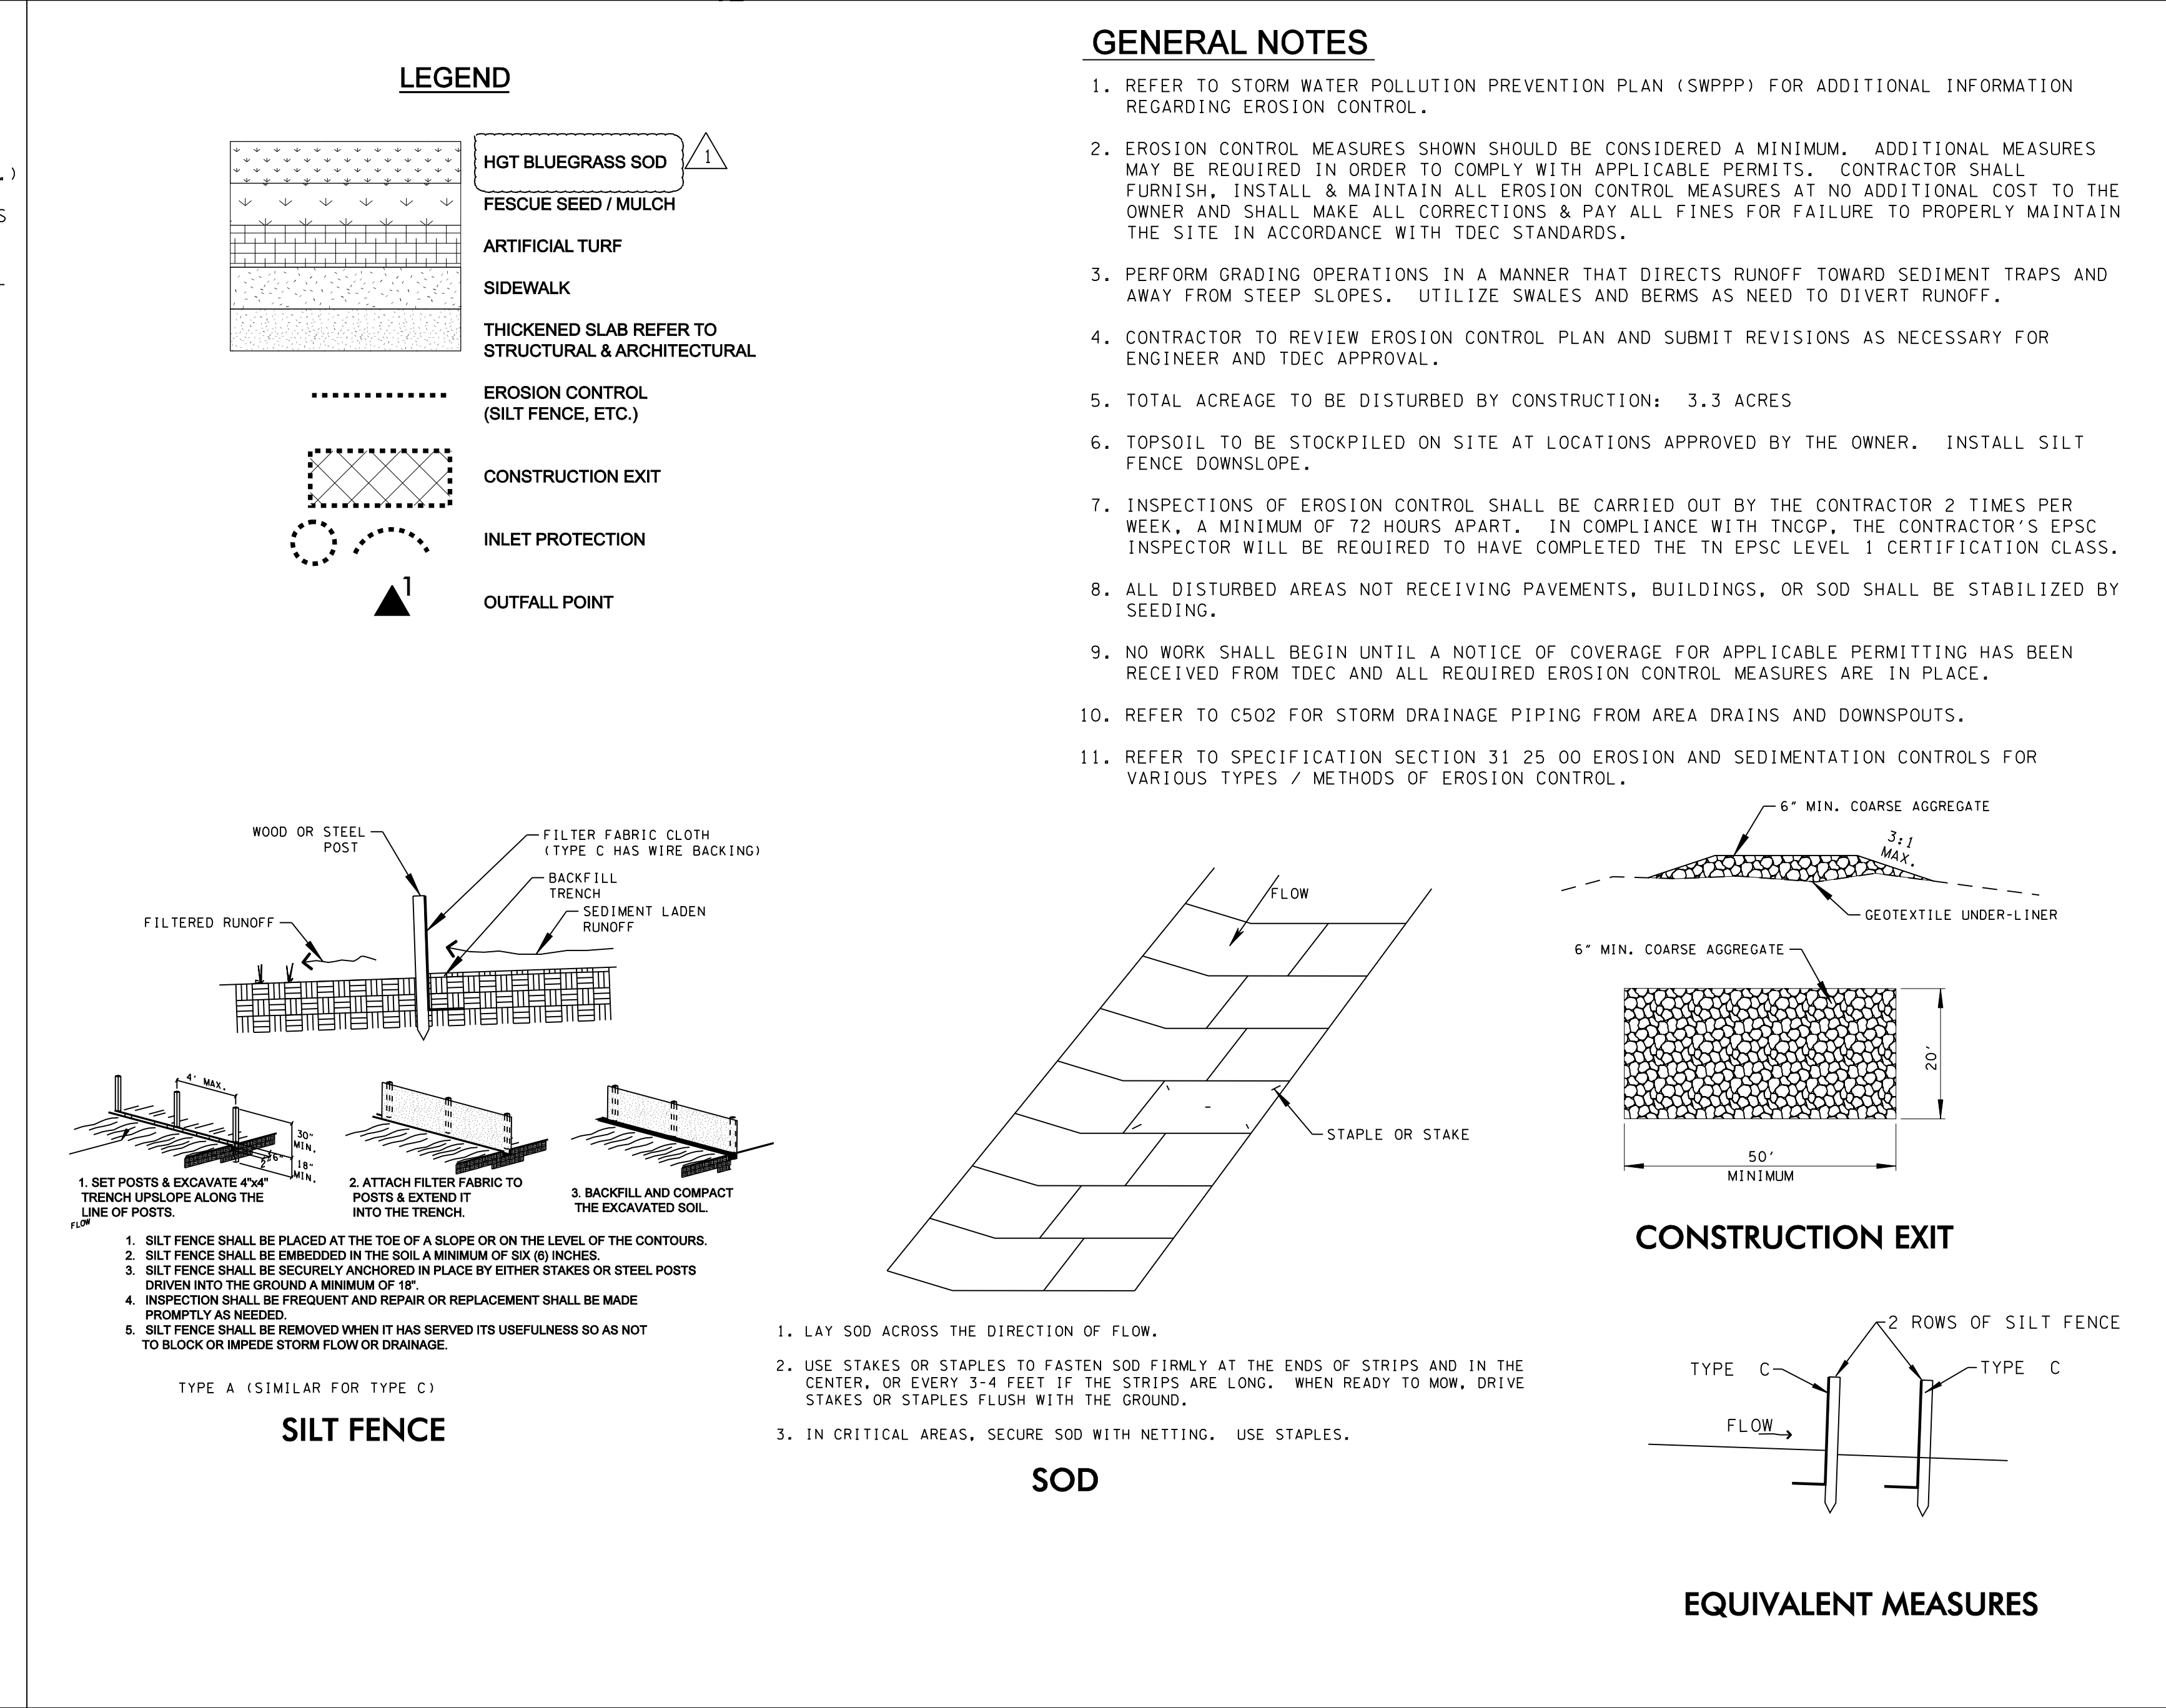 LEGEND
HGT BLUEGRASS SOD
1
FESCUE SEED / MULCH
ARTIFICIAL TURF
SIDEWALK
THICKENED SLAB REFER TO
STRUCTURAL & ARCHITECTURAL
EROSION CONTROL
(SILT FENCE, ETC.)
CONSTRUCTION EXIT
INLET PROTECTION
1
OUTFALL POINT
GENERAL NOTES
1. REFER TO STORM WATER POLLUTION PREVENTION PLAN (SWPPP) FOR ADDITIONAL INFORMATION
REGARDING EROSION CONTROL.
2. EROSION CONTROL MEASURES SHOWN SHOULD BE CONSIDERED A MINIMUM. ADDITIONAL MEASURES
MAY BE REQUIRED IN ORDER TO COMPLY WITH APPLICABLE PERMITS. CONTRACTOR SHALL
FURNISH, INSTALL & MAINTAIN ALL EROSION CONTROL MEASURES AT NO ADDITIONAL COST TO THE
OWNER AND SHALL MAKE ALL CORRECTIONS & PAY ALL FINES FOR FAILURE TO PROPERLY MAINTAIN
THE SITE IN ACCORDANCE WITH TDEC STANDARDS.
3. PERFORM GRADING OPERATIONS IN A MANNER THAT DIRECTS RUNOFF TOWARD SEDIMENT TRAPS AND
AWAY FROM STEEP SLOPES. UTILIZE SWALES AND BERMS AS NEED TO DIVERT RUNOFF.
4. CONTRACTOR TO REVIEW EROSION CONTROL PLAN AND SUBMIT REVISIONS AS NECESSARY FOR
ENGINEER AND TDEC APPROVAL.
5. TOTAL ACREAGE TO BE DISTURBED BY CONSTRUCTION: 3.3 ACRES
6. TOPSOIL TO BE STOCKPILED ON SITE AT LOCATIONS APPROVED BY THE OWNER. INSTALL SILT
FENCE DOWNSLOPE.
7. INSPECTIONS OF EROSION CONTROL SHALL BE CARRIED OUT BY THE CONTRACTOR 2 TIMES PER
WEEK, A MINIMUM OF 72 HOURS APART. IN COMPLIANCE WITH TNCGP, THE CONTRACTOR'S EPSC
INSPECTOR WILL BE REQUIRED TO HAVE COMPLETED THE TN EPSC LEVEL 1 CERTIFICATION CLASS.
8. ALL DISTURBED AREAS NOT RECEIVING PAVEMENTS, BUILDINGS, OR SOD SHALL BE STABILIZED BY
SEEDING.
9. NO WORK SHALL BEGIN UNTIL A NOTICE OF COVERAGE FOR APPLICABLE PERMITTING HAS BEEN
RECEIVED FROM TDEC AND ALL REQUIRED EROSION CONTROL MEASURES ARE IN PLACE.
10. REFER TO C502 FOR STORM DRAINAGE PIPING FROM AREA DRAINS AND DOWNSPOUTS.
11. REFER TO SPECIFICATION SECTION 31 25 00 EROSION AND SEDIMENTATION CONTROLS FOR
VARIOUS TYPES / METHODS OF EROSION CONTROL.
WOOD OR STEEL
POST
FILTER FABRIC CLOTH
(TYPE C HAS WIRE BACKING)
BACKFILL
TRENCH
SEDIMENT LADEN
RUNOFF
FILTERED RUNOFF
4' MAX.
30"
MIN.
18"
MIN.
1. SET POSTS & EXCAVATE 4"x4"
TRENCH UPSLOPE ALONG THE
LINE OF POSTS.
FLOW
2. ATTACH FILTER FABRIC TO
POSTS & EXTEND IT
INTO THE TRENCH.
3. BACKFILL AND COMPACT
THE EXCAVATED SOIL.
1. SILT FENCE SHALL BE PLACED AT THE TOE OF A SLOPE OR ON THE LEVEL OF THE CONTOURS.
2. SILT FENCE SHALL BE EMBEDDED IN THE SOIL A MINIMUM OF SIX (6) INCHES.
3. SILT FENCE SHALL BE SECURELY ANCHORED IN PLACE BY EITHER STAKES OR STEEL POSTS
DRIVEN INTO THE GROUND A MINIMUM OF 18".
4. INSPECTION SHALL BE FREQUENT AND REPAIR OR REPLACEMENT SHALL BE MADE
PROMPTLY AS NEEDED.
5. SILT FENCE SHALL BE REMOVED WHEN IT HAS SERVED ITS USEFULNESS SO AS NOT
TO BLOCK OR IMPEDE STORM FLOW OR DRAINAGE.
TYPE A (SIMILAR FOR TYPE C)
SILT FENCE
FLOW
STAPLE OR STAKE
1. LAY SOD ACROSS THE DIRECTION OF FLOW.
2. USE STAKES OR STAPLES TO FASTEN SOD FIRMLY AT THE ENDS OF STRIPS AND IN THE
CENTER, OR EVERY 3-4 FEET IF THE STRIPS ARE LONG. WHEN READY TO MOW, DRIVE
STAKES OR STAPLES FLUSH WITH THE GROUND.
3. IN CRITICAL AREAS, SECURE SOD WITH NETTING. USE STAPLES.
SOD
6" MIN. COARSE AGGREGATE
3:1
MAX.
GEOTEXTILE UNDER-LINER
6" MIN. COARSE AGGREGATE
20'
50'
MINIMUM
CONSTRUCTION EXIT
2 ROWS OF SILT FENCE
TYPE C
TYPE C
FLOW
EQUIVALENT MEASURES